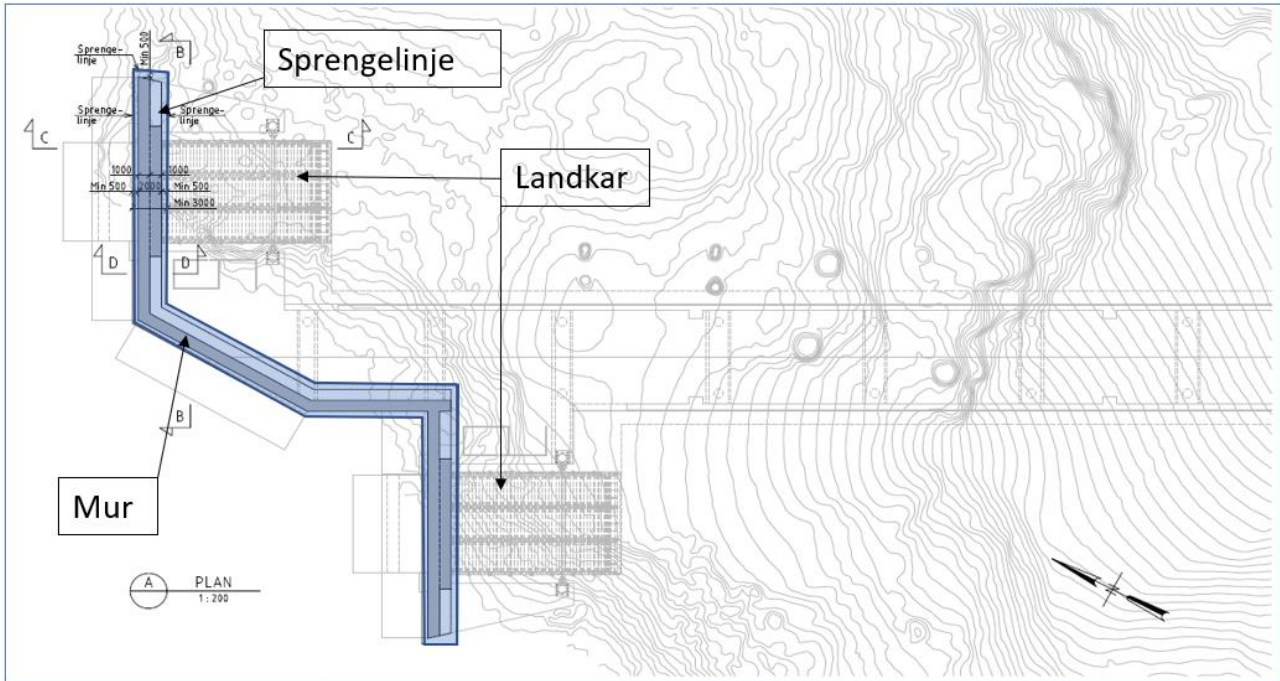 Min 500
B
Sprenge-
linje
Sprengelinje
Sprenge-
linje
Sprenge-
linje
C
C
Landkar
1000
1000
Min 500
2000
Min 500
Min 3000
D
D
B
Mur
A
PLAN
1:200
N